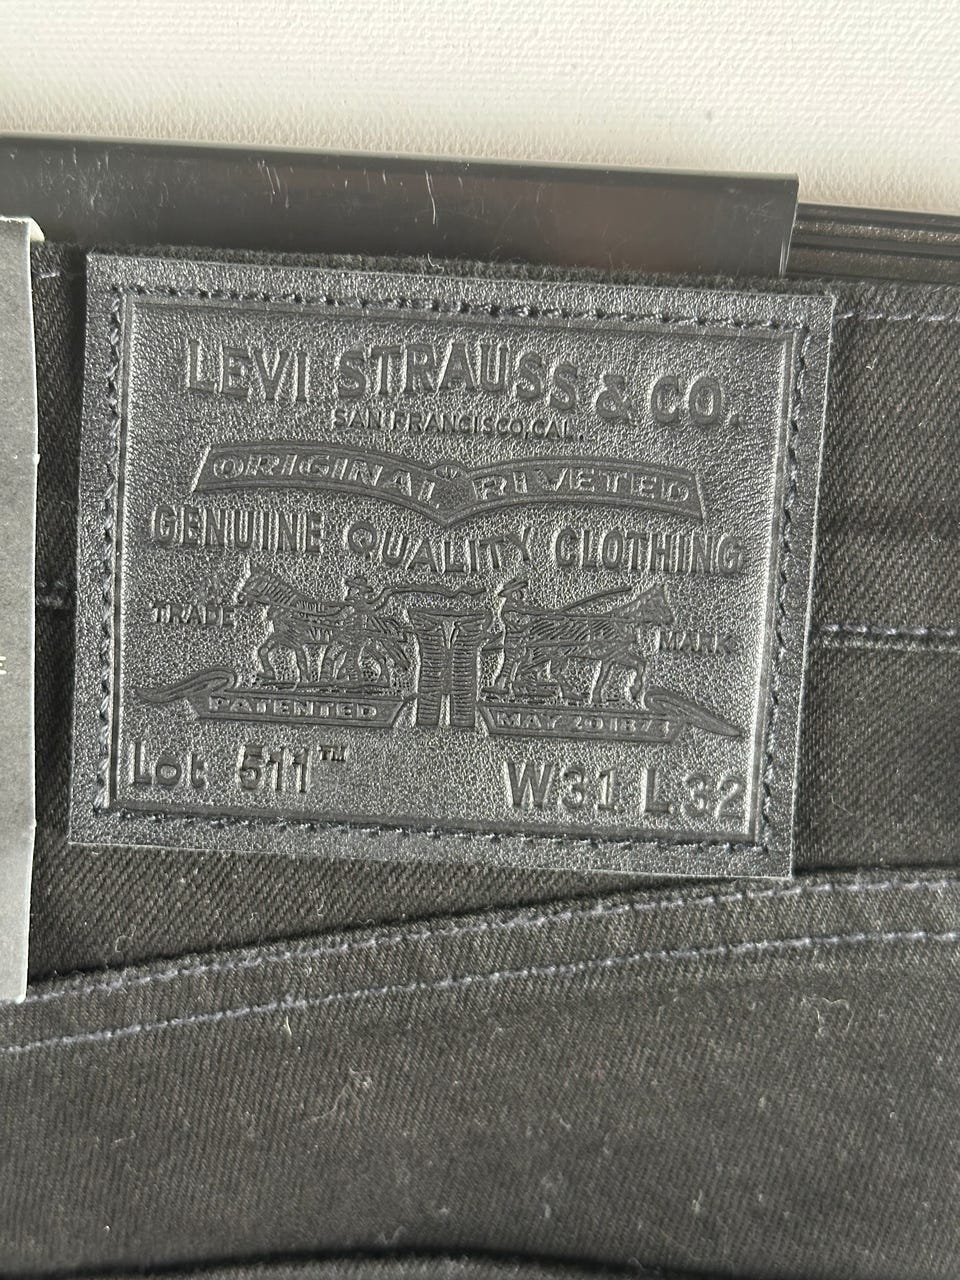 LEVI STRAUSS & CO.
SAN FRANCISCO, CAL.
ORIGINAL RIVETED
GENUINE QUALITY CLOTHING
TRADE MARK
PATENTED MAY 20 1873
Lot 511™ W31 L32